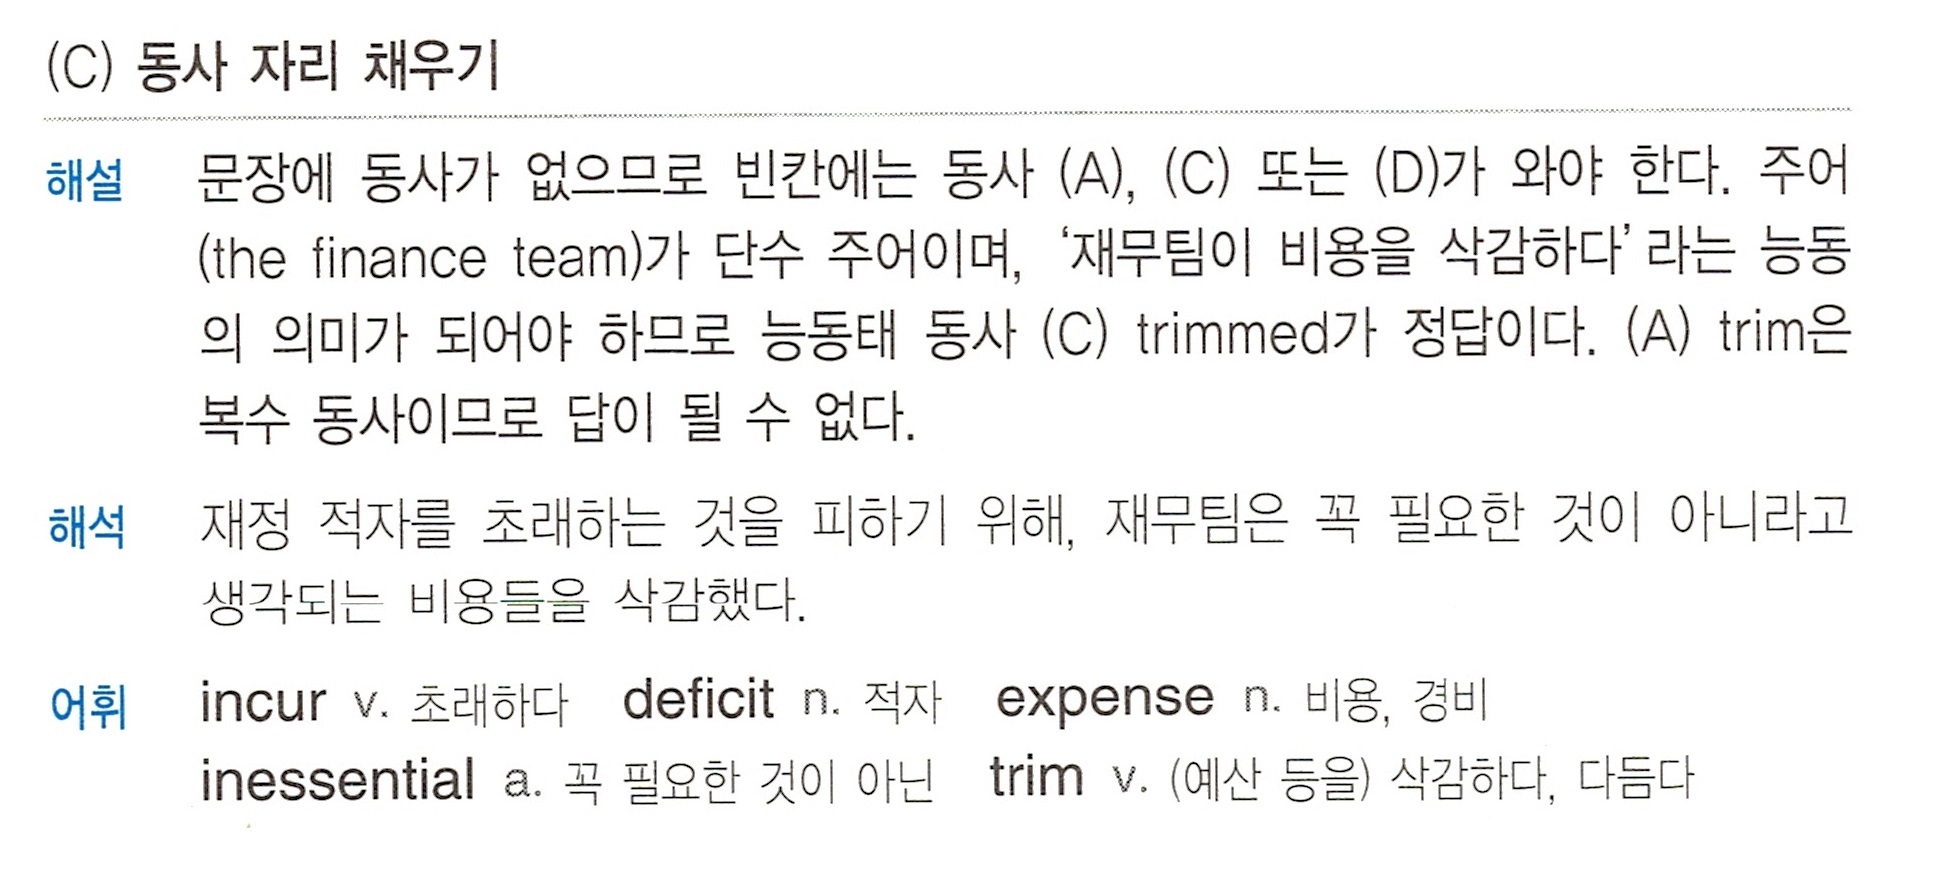 (C) 동사 자리 채우기
해설 문장에 동사가 없으므로 빈칸에는 동사 (A), (C) 또는 (D)가 와야 한다. 주어
(the finance team)가 단수 주어이며, ‘재무팀이 비용을 삭감하다’라는 능동
의 의미가 되어야 하므로 능동태 동사 (C) trimmed가 정답이다. (A) trim은
복수 동사이므로 답이 될 수 없다.
해석 재정 적자를 초래하는 것을 피하기 위해, 재무팀은 꼭 필요한 것이 아니라고
생각되는 비용들을 삭감했다.
어휘 incur v. 초래하다 deficit n. 적자 expense n. 비용, 경비
inessential a. 꼭 필요한 것이 아닌 trim v. (예산 등을) 삭감하다, 다듬다